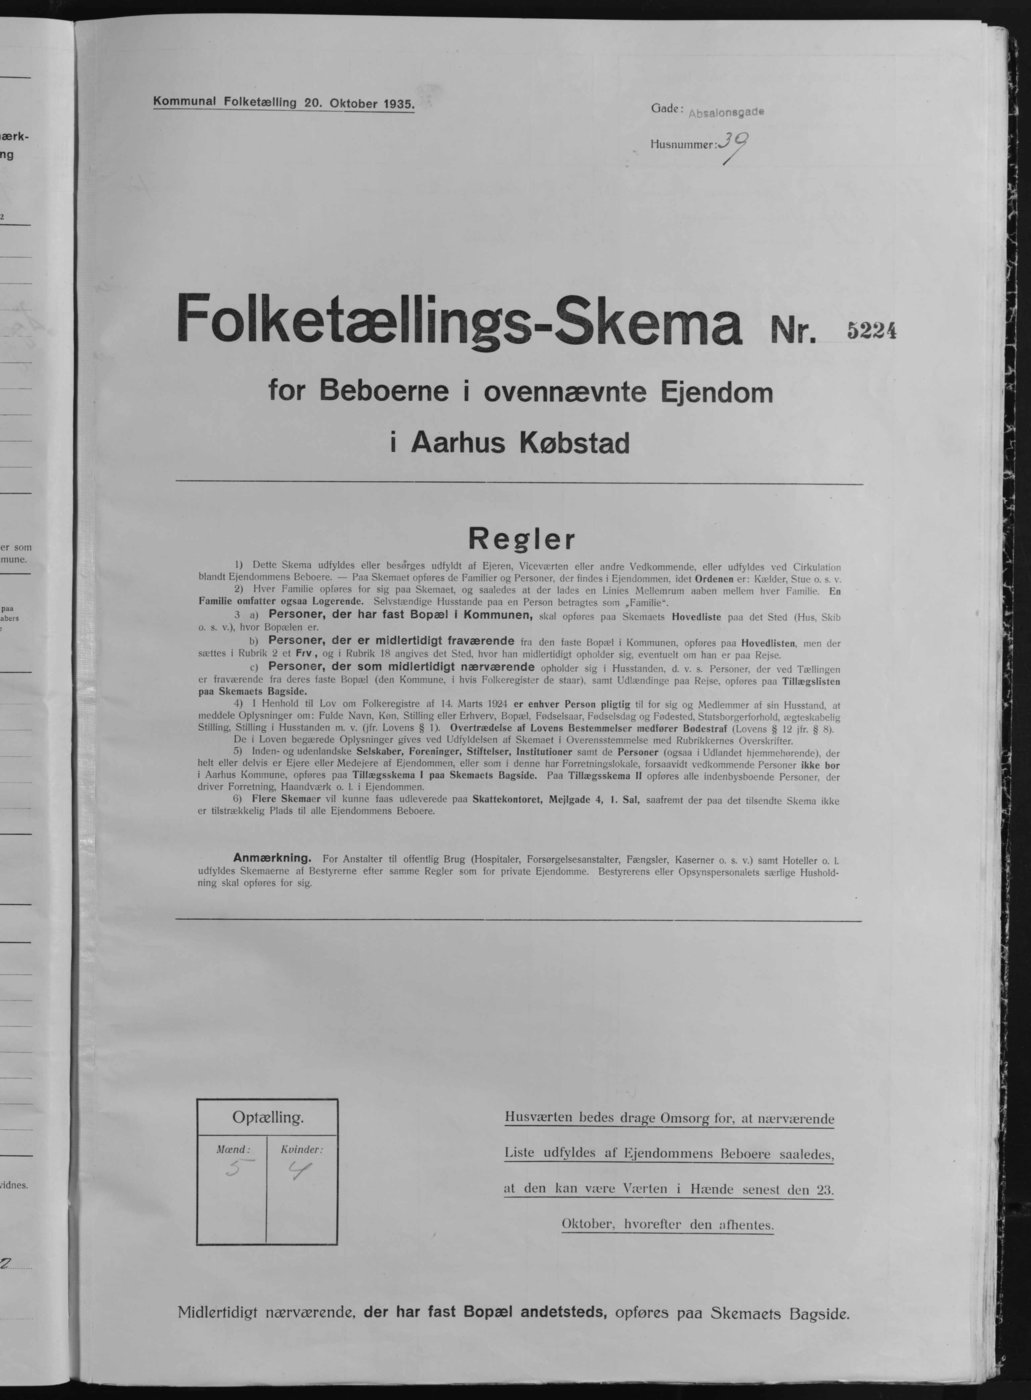 Kommunal Folketælling 20. Oktober 1935.
Gade: Absalonsgade
Husnummer: 39
Folketællings-Skema Nr. 5224
for Beboerne i ovennævnte Ejendom
i Aarhus Købstad
Regler
1) Dette Skema udfyldes eller besørges udfyldt af Ejeren, Viceværten eller andre Vedkommende, eller udfyldes ved Cirkulation
blandt Ejendommens Beboere. — Paa Skemaet opføres de Familier og Personer, der findes i Ejendommen, idet Ordenen er: Kælder, Stue o. s. v.
2) Hver Familie opføres for sig paa Skemaet, og saaledes at der lades en Linies Mellemrum aaben mellem hver Familie. En
Familie omfatter ogsaa Logerende. Selvstændige Husstande paa en Person betragtes som „Familie“.
3 a) Personer, der har fast Bopæl i Kommunen, skal opføres paa Skemaets Hovedliste paa det Sted (Hus, Skib
o. s. v.), hvor Bopælen er.
b) Personer, der er midlertidigt fraværende fra den faste Bopæl i Kommunen, opføres paa Hovedlisten, men der
sættes i Rubrik 2 et Frv., og i Rubrik 18 angives det Sted, hvor han midlertidigt opholder sig, eventuelt om han er paa Rejse.
c) Personer, der som midlertidigt nærværende opholder sig i Husstanden, d. v. s. Personer, der ved Tællingen
er fraværende fra deres faste Bopæl (den Kommune, i hvis Folkeregister de staar), samt Udlændinge paa Rejse, opføres paa Tillægslisten
paa Skemaets Bagside.
4) I Henhold til Lov om Folkeregistre af 14. Marts 1924 er enhver Person pligtig til for sig og Medlemmer af sin Husstand, at
meddele Oplysninger om: Fulde Navn, Køn, Stilling eller Erhverv, Bopæl, Fødselsaar, Fødselsdag og Fødested, Statsborgerforhold, ægteskabelig
Stilling, Stilling i Husstanden m. v. (jfr. Lovens § 1). Overtrædelse af Lovens Bestemmelser medfører Bødestraf (Lovens § 12 jfr. § 8).
De i Loven begærede Oplysninger gives ved Udfyldelsen af Skemaet i Overensstemmelse med Rubrikkernes Overskrifter.
5) Inden- og udenlandske Selskaber, Foreninger, Stiftelser, Institutioner samt de Personer (ogsaa i Udlandet hjemmehørende), der
helt eller delvis er Ejere eller Medejere af Ejendommen, eller som i denne har Forretningslokale, forsaavidt vedkommende Personer ikke bor
i Aarhus Kommune, opføres paa Tillægsskema I paa Skemaets Bagside. Paa Tillægsskema II opføres alle indenbysboende Personer, der
driver Forretning, Haandværk o. l. i Ejendommen.
6) Flere Skemaer vil kunne faas udleverede paa Skattekontoret, Mejlgade 4, 1. Sal, saafremt der paa det tilsendte Skema ikke
er tilstrækkelig Plads til alle Ejendommens Beboere.
Anmærkning. For Anstalter til offentlig Brug (Hospitaler, Forsørgelsesanstalter, Fængsler, Kaserner o. s. v.) samt Hoteller o. l.
udfyldes Skemaerne af Bestyrerne efter samme Regler som for private Ejendomme. Bestyrerens eller Opsynspersonalets særlige Hushold-
ning skal opføres for sig.
Optælling.
Mænd: Kvinder:
5 4
Husværten bedes drage Omsorg for, at nærværende
Liste udfyldes af Ejendommens Beboere saaledes,
at den kan være Værten i Hænde senest den 23.
Oktober, hvorefter den afhentes.
Midlertidigt nærværende, der har fast Bopæl andetsteds, opføres paa Skemaets Bagside.